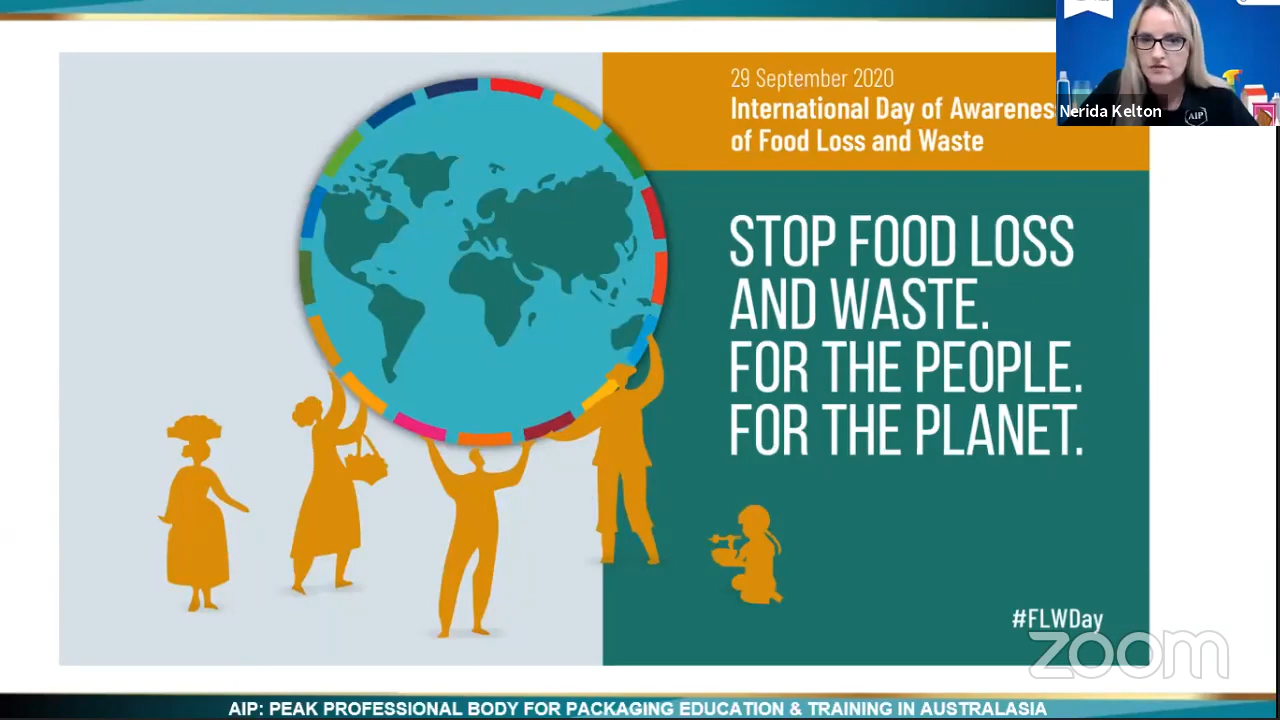 29 September 2020
International Day of Awarenes
of Food Loss and Waste
Nerida Kelton
AIP
STOP FOOD LOSS
AND WASTE.
FOR THE PEOPLE.
FOR THE PLANET.
#FLWDay
zoom
AIP: PEAK PROFESSIONAL BODY FOR PACKAGING EDUCATION & TRAINING IN AUSTRALASIA